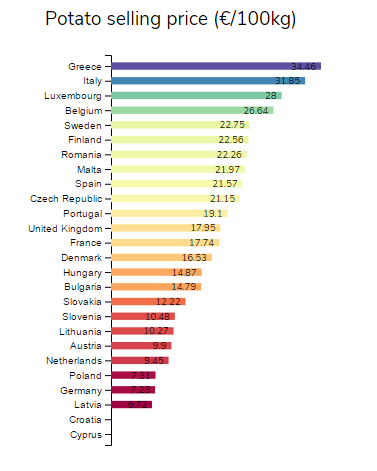 Potato selling price (€/100kg)
Greece 34.46
Italy 31.85
Luxembourg 28
Belgium 26.64
Sweden 22.75
Finland 22.56
Romania 22.26
Malta 21.97
Spain 21.57
Czech Republic 21.15
Portugal 19.1
United Kingdom 17.95
France 17.74
Denmark 16.53
Hungary 14.87
Bulgaria 14.79
Slovakia 12.22
Slovenia 10.48
Lithuania 10.27
Austria 9.9
Netherlands 9.45
Poland 7.31
Germany 7.23
Latvia 6.72
Croatia
Cyprus